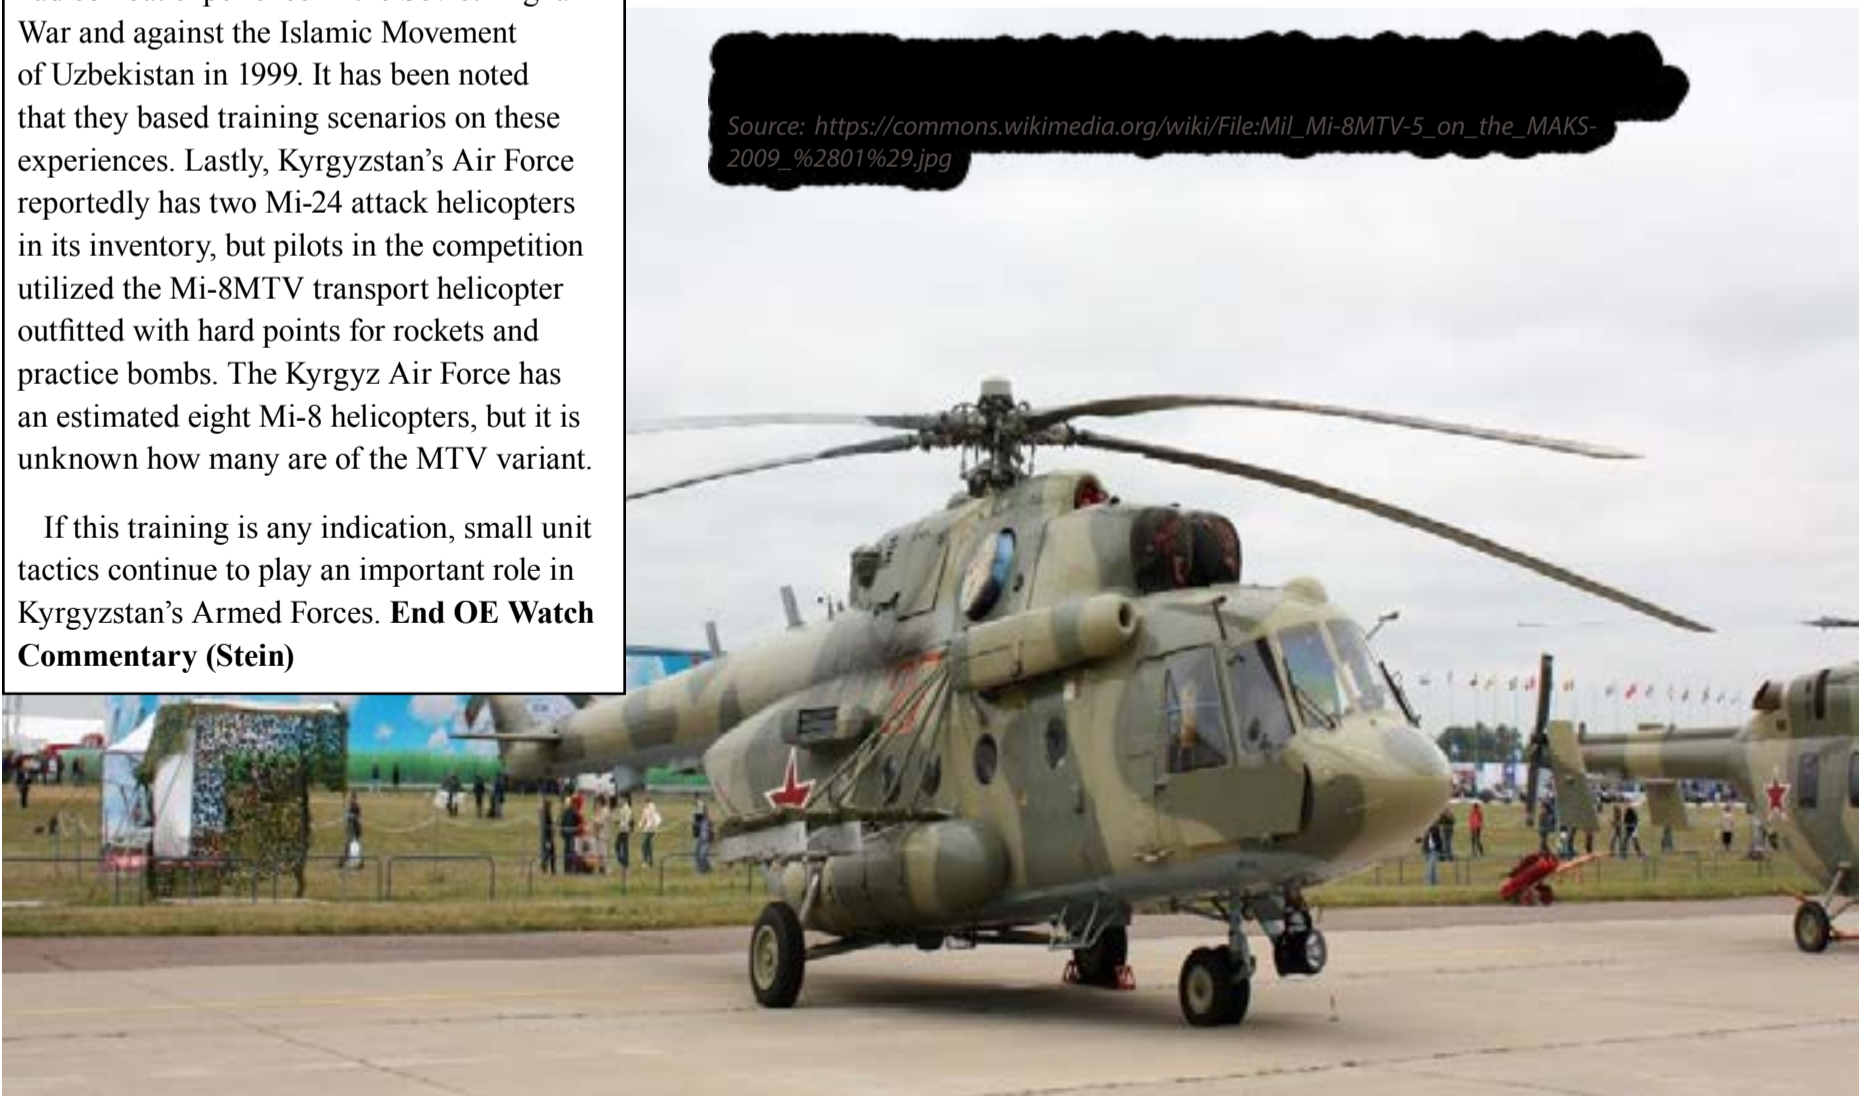 War and against the Islamic Movement
of Uzbekistan in 1999. It has been noted
that they based training scenarios on these
experiences. Lastly, Kyrgyzstan’s Air Force
reportedly has two Mi-24 attack helicopters
in its inventory, but pilots in the competition
utilized the Mi-8MTV transport helicopter
outfitted with hard points for rockets and
practice bombs. The Kyrgyz Air Force has
an estimated eight Mi-8 helicopters, but it is
unknown how many are of the MTV variant.
If this training is any indication, small unit
tactics continue to play an important role in
Kyrgyzstan’s Armed Forces. End OE Watch
Commentary (Stein)
Source: https://commons.wikimedia.org/wiki/File:Mil_Mi-8MTV-5_on_the_MAKS-
2009_%2801%29.jpg